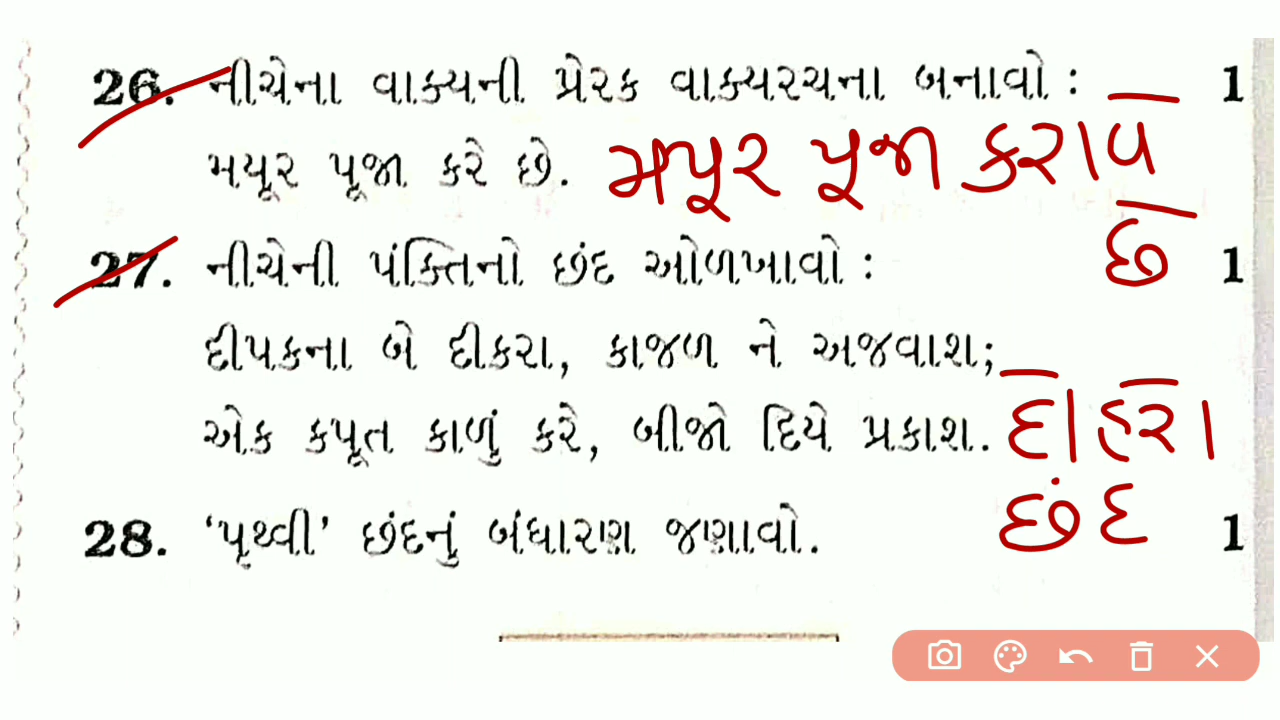 26. નીચેના વાક્યની પ્રેરક વાક્યરચના બનાવો : 1
મયૂર પૂજા કરે છે. મયૂર પૂજા કરાવે
છે
27. નીચેની પંક્તિનો છંદ ઓળખાવો : 1
દીપકના બે દીકરા, કાજળ ને અજવાશ;
એક કપૂત કાળું કરે, બીજો દિયે પ્રકાશ. દોહરો
છંદ
28. ‘પૃથ્વી’ છંદનું બંધારણ જણાવો. 1